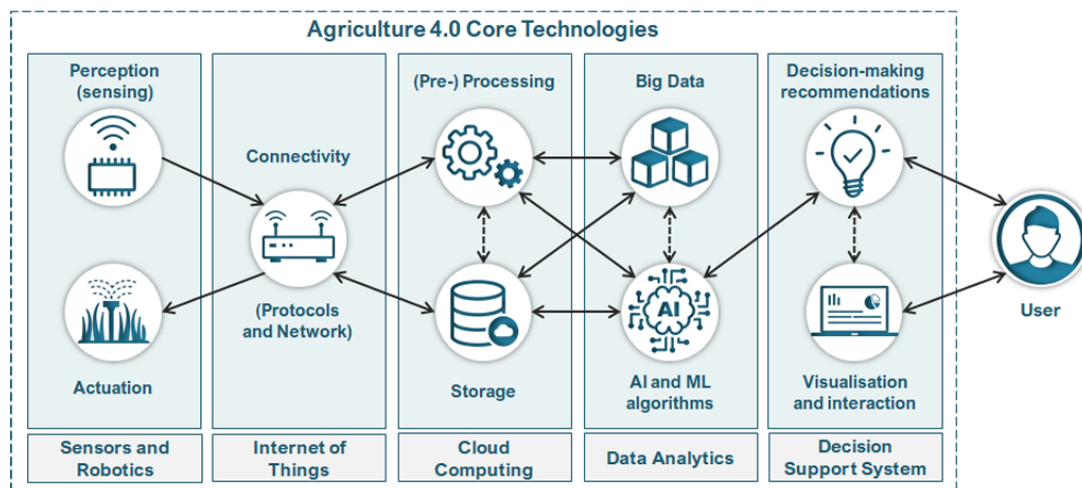 Agriculture 4.0 Core Technologies
Perception
(sensing)
Actuation
Sensors and
Robotics
Connectivity
(Protocols
and Network)
Internet of
Things
(Pre-) Processing
Storage
Cloud
Computing
Big Data
AI
AI and ML
algorithms
Data Analytics
Decision-making
recommendations
Visualisation
and interaction
Decision
Support System
User